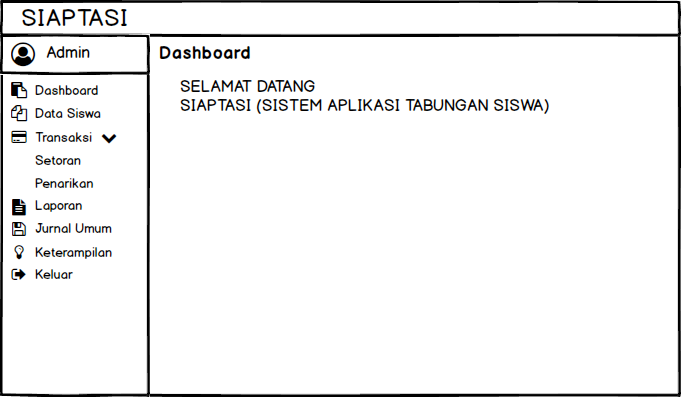 SIAPTASI
Admin
Dashboard
Data Siswa
Transaksi
Setoran
Penarikan
Laporan
Jurnal Umum
Keterampilan
Keluar
Dashboard
SELAMAT DATANG
SIAPTASI (SISTEM APLIKASI TABUNGAN SISWA)